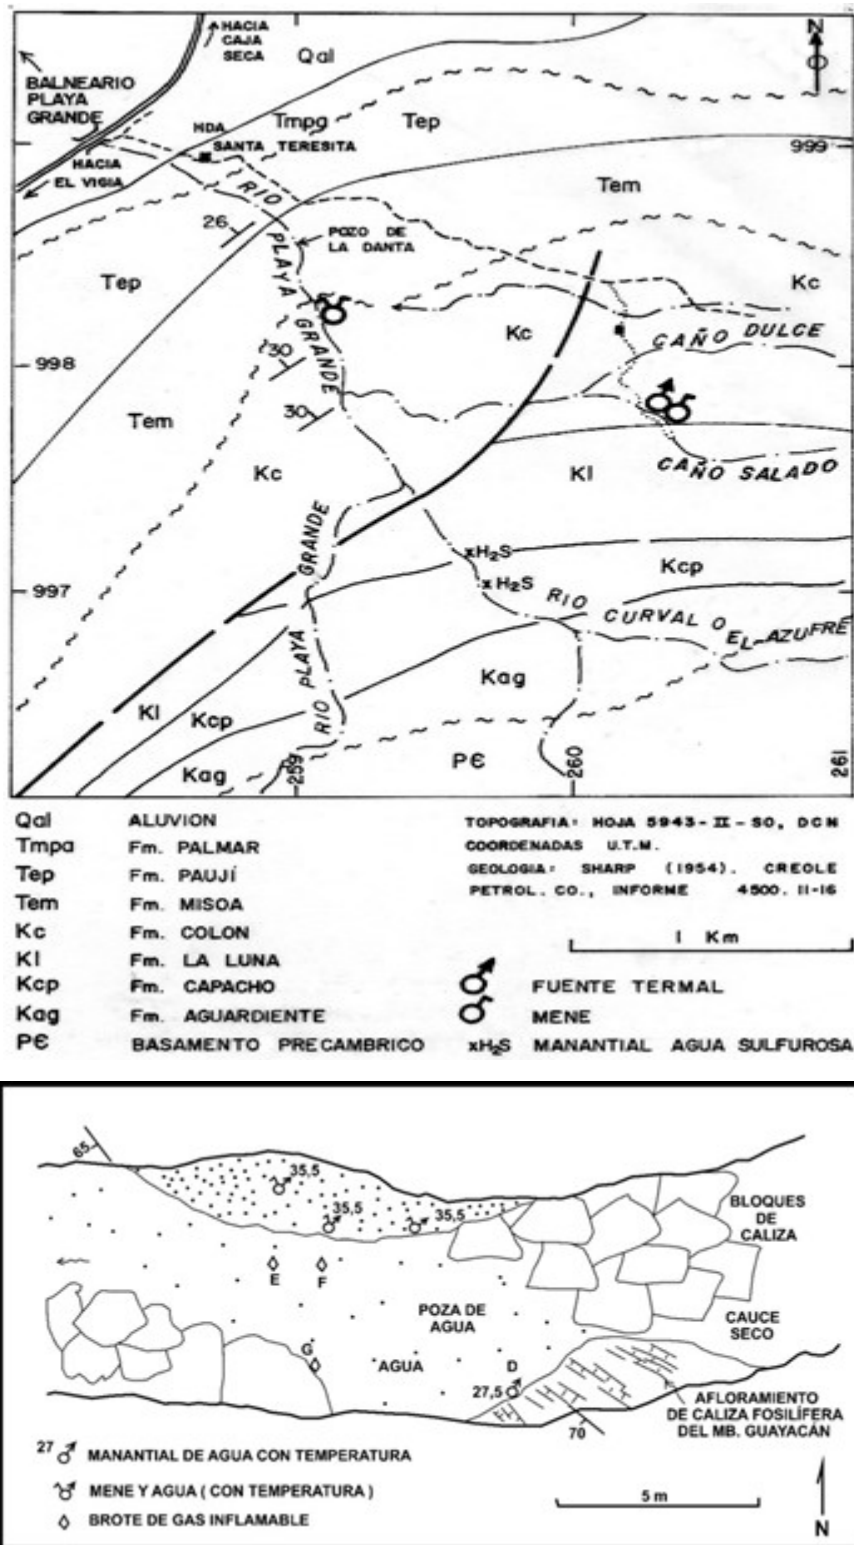 HACIA
CAJA
SECA
Qal
N
BALNEARIO
PLAYA
GRANDE
HDA
SANTA TERESITA
Tmpa
Tep
999
HACIA
EL VIGIA
RIO
PLAYA
GRANDE
Tem
26
POZO DE
LA DANTA
Tep
Kc
Kc
CAÑO DULCE
998
30
30
Tem
Kc
Kl
CAÑO SALADO
GRANDE
xH₂S
xH₂S
Kcp
997
RIO CURVAL O
EL AZUFRE
RIO PLAYA
Kag
Kl
Kcp
Kag
259
PЄ
260
261
Qal ALUVION
Tmpa Fm. PALMAR
Tep Fm. PAUJÍ
Tem Fm. MISOA
Kc Fm. COLON
Kl Fm. LA LUNA
Kcp Fm. CAPACHO
Kag Fm. AGUARDIENTE
PЄ BASAMENTO PRECAMBRICO
TOPOGRAFIA: HOJA 5943-II-SO, DCN
COORDENADAS U.T.M.
GEOLOGIA: SHARP (1954). CREOLE
PETROL. CO., INFORME 4500. II-16
1 Km
FUENTE TERMAL
MENE
xH₂S MANANTIAL AGUA SULFUROSA
65
35,5
35,5
35,5
BLOQUES
DE
CALIZA
E
F
POZA DE
AGUA
CAUCE
SECO
G
AGUA
D
27,5
70
AFLORAMIENTO
DE CALIZA FOSILÍFERA
DEL MB. GUAYACÁN
27 MANANTIAL DE AGUA CON TEMPERATURA
MENE Y AGUA ( CON TEMPERATURA )
BROTE DE GAS INFLAMABLE
5 m
N